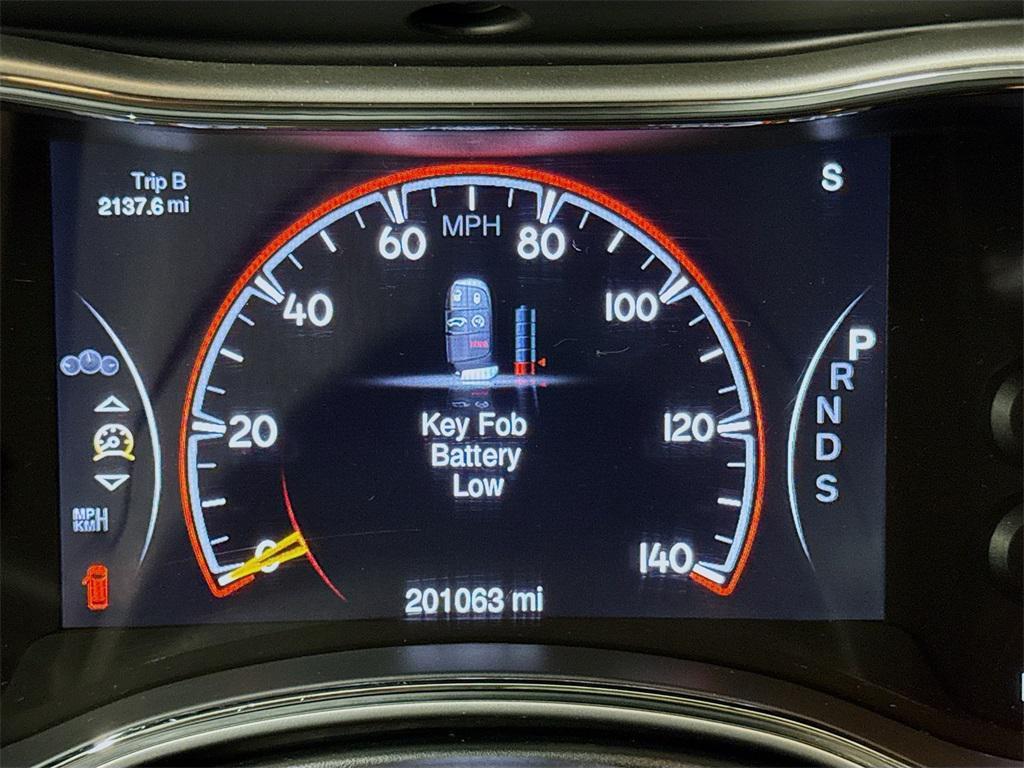 Trip B
2137.6 mi
S
MPH
60
80
40
100
20
120
0
140
Key Fob
Battery
Low
P
R
N
D
S
MPH
KM/H
201063 mi